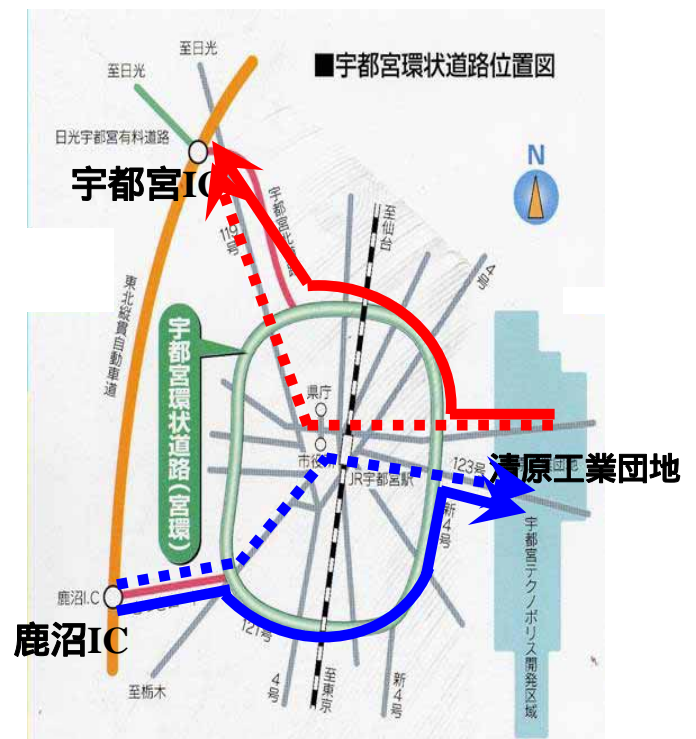 ■宇都宮環状道路位置図
至日光
至日光
日光宇都宮有料道路
宇都宮IC
N
119号
至仙台
4号
東北縦貫自動車道
宇都宮環状道路(宮環)
県庁
市役所
JR宇都宮駅
123号
清原工業団地
新4号
宇都宮テクノポリス開発区域
鹿沼I.C
鹿沼IC
121号
至栃木
4号
至東京
新4号